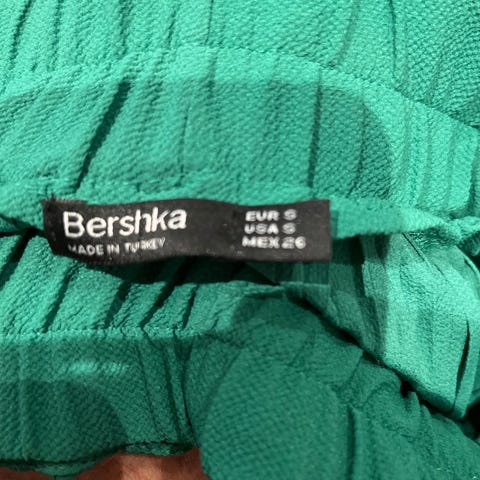 Bershka
MADE IN TURKEY
EUR S
USA S
MEX 26